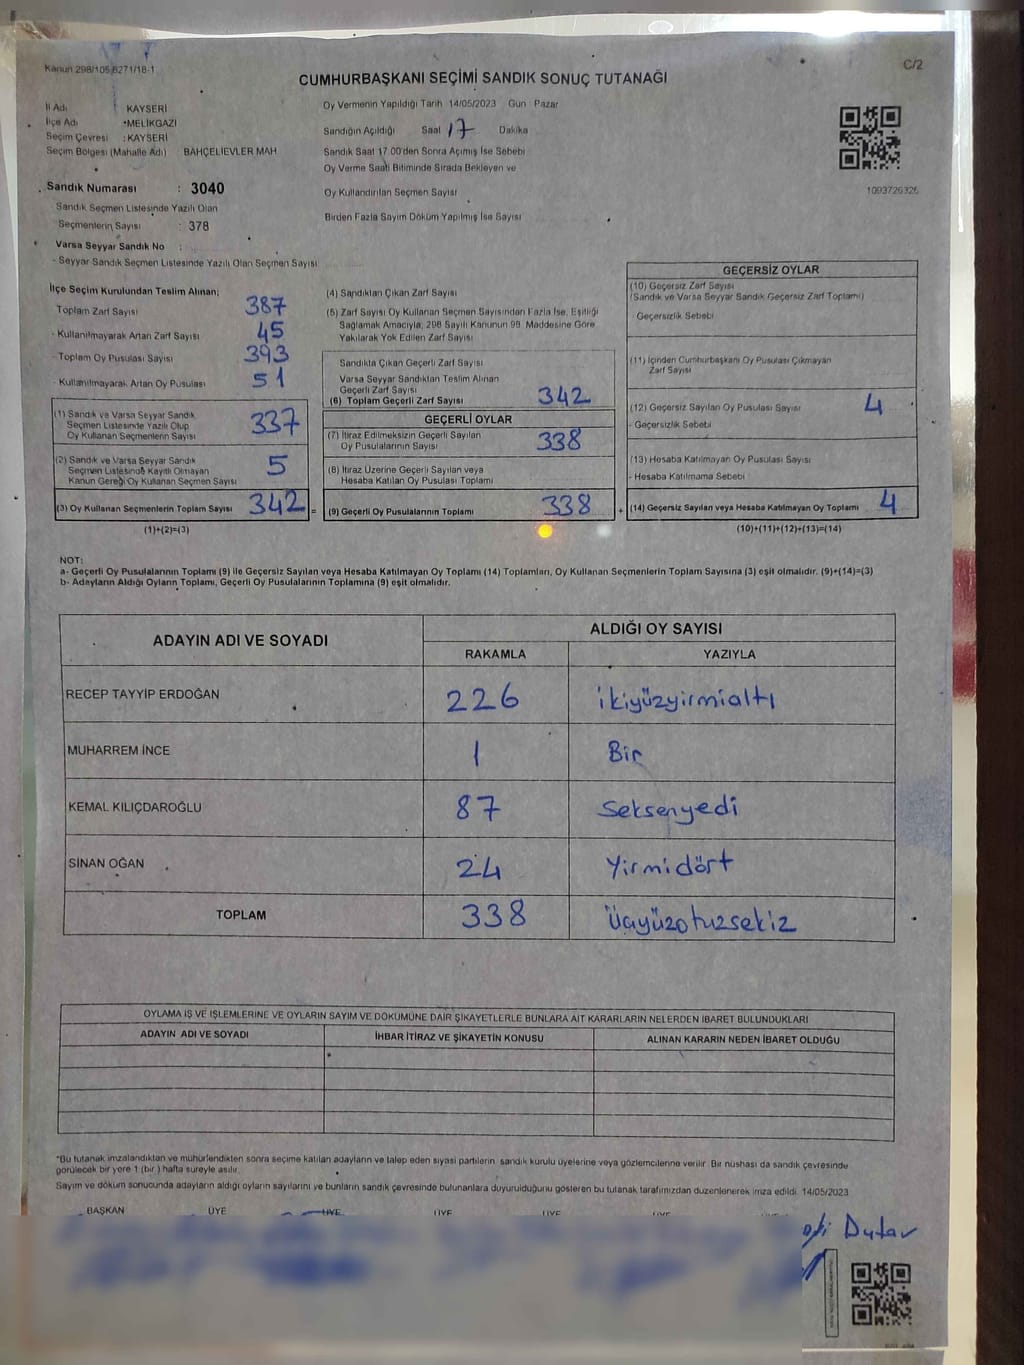 Kanun 298/105,6271/18-1
C/2
CUMHURBAŞKANI SEÇİMİ SANDIK SONUÇ TUTANAĞI
İl Adı KAYSERİ
İlçe Adı MELİKGAZİ
Seçim Çevresi : KAYSERİ
Seçim Bölgesi (Mahalle Adı) BAHÇELİEVLER MAH.
Sandık Numarası : 3040
Sandık Seçmen Listesinde Yazılı Olan
Seçmenlerin Sayısı : 378
Varsa Seyyar Sandık No :
- Seyyar Sandık Seçmen Listesinde Yazılı Olan Seçmen Sayısı
Oy Vermenin Yapıldığı Tarih 14/05/2023 Gün Pazar
Sandığın Açıldığı Saat 17 Dakika
Sandık Saat 17.00'den Sonra Açımış İse Sebebi
Oy Verme Saati Bitiminde Sırada Bekleyen ve
Oy Kullandırılan Seçmen Sayısı
Birden Fazla Sayım Döküm Yapılmış İse Sayısı
1093726326
İlçe Seçim Kurulundan Teslim Alınan;
Toplam Zarf Sayısı 387
- Kullanılmayarak Artan Zarf Sayısı 45
- Toplam Oy Pusulası Sayısı 393
- Kullanılmayarak Artan Oy Pusulası 51
(1) Sandık ve Varsa Seyyar Sandık
Seçmen Listesinde Yazılı Olup
Oy Kullanan Seçmenlerin Sayısı 337
(2) Sandık ve Varsa Seyyar Sandık
Seçmen Listesinde Kayıtlı Olmayan
Kanun Gereği Oy Kullanan Seçmen Sayısı 5
(3) Oy Kullanan Seçmenlerin Toplam Sayısı 342 =
(1)+(2)=(3)
(4) Sandıktan Çıkan Zarf Sayısı
(5) Zarf Sayısı Oy Kullanan Seçmen Sayısından Fazla İse, Eşitliği
Sağlamak Amacıyla, 298 Sayılı Kanunun 98. Maddesine Göre
Yakılarak Yok Edilen Zarf Sayısı
Sandıkta Çıkan Geçerli Zarf Sayısı
Varsa Seyyar Sandıktan Teslim Alınan
Geçerli Zarf Sayısı
(6) Toplam Geçerli Zarf Sayısı 342
GEÇERLİ OYLAR
(7) İtiraz Edilmeksizin Geçerli Sayılan
Oy Pusulalarının Sayısı 338
(8) İtiraz Üzerine Geçerli Sayılan veya
Hesaba Katılan Oy Pusulası Toplamı
(9) Geçerli Oy Pusulalarının Toplamı 338 +
GEÇERSİZ OYLAR
(10) Geçersiz Zarf Sayısı
(Sandık ve Varsa Seyyar Sandık Geçersiz Zarf Toplamı)
- Geçersizlik Sebebi
(11) İçinden Cumhurbaşkanı Oy Pusulası Çıkmayan
Zarf Sayısı
(12) Geçersiz Sayılan Oy Pusulası Sayısı 4
- Geçersizlik Sebebi
(13) Hesaba Katılmayan Oy Pusulası Sayısı
- Hesaba Katılmama Sebebi
(14) Geçersiz Sayılan veya Hesaba Katılmayan Oy Toplamı 4
(10)+(11)+(12)+(13)=(14)
NOT:
a- Geçerli Oy Pusulalarının Toplamı (9) ile Geçersiz Sayılan veya Hesaba Katılmayan Oy Toplamı (14) Toplamları, Oy Kullanan Seçmenlerin Toplam Sayısına (3) eşit olmalıdır. (9)+(14)=(3)
b- Adayların Aldığı Oyların Toplamı, Geçerli Oy Pusulalarının Toplamına (9) eşit olmalıdır.
ADAYIN ADI VE SOYADI ALDIĞI OY SAYISI
RAKAMLA YAZIYLA
RECEP TAYYİP ERDOĞAN 226 ikiyüzyirmialtı
MUHARREM İNCE 1 Bir
KEMAL KILIÇDAROĞLU 87 Seksenyedi
SİNAN OĞAN 24 Yirmidört
TOPLAM 338 Üçyüzotuzsekiz
OYLAMA İŞ VE İŞLEMLERİNE VE OYLARIN SAYIM VE DÖKÜMÜNE DAİR ŞİKAYETLERLE BUNLARA AİT KARARLARIN NELERDEN İBARET BULUNDUKLARI
ADAYIN ADI VE SOYADI İHBAR İTİRAZ VE ŞİKAYETİN KONUSU ALINAN KARARIN NEDEN İBARET OLDUĞU
*Bu tutanak imzalandıktan ve mühürlendikten sonra seçime katılan adayların ve talep eden siyasi partilerin sandık kurulu üyelerine veya gözlemcilerine verilir. Bir nüshası da sandık çevresinde
görülecek bir yere 1 (bir) hafta süreyle asılır.
Sayım ve döküm sonucunda adayların aldığı oyların sayılarını ve bunların sandık çevresinde bulunanlara duyurulduğunu gösteren bu tutanak tarafımızdan düzenlenerek imza edildi. 14/05/2023
BAŞKAN ÜYE ÜYE ÜYE ÜYE ÜYE